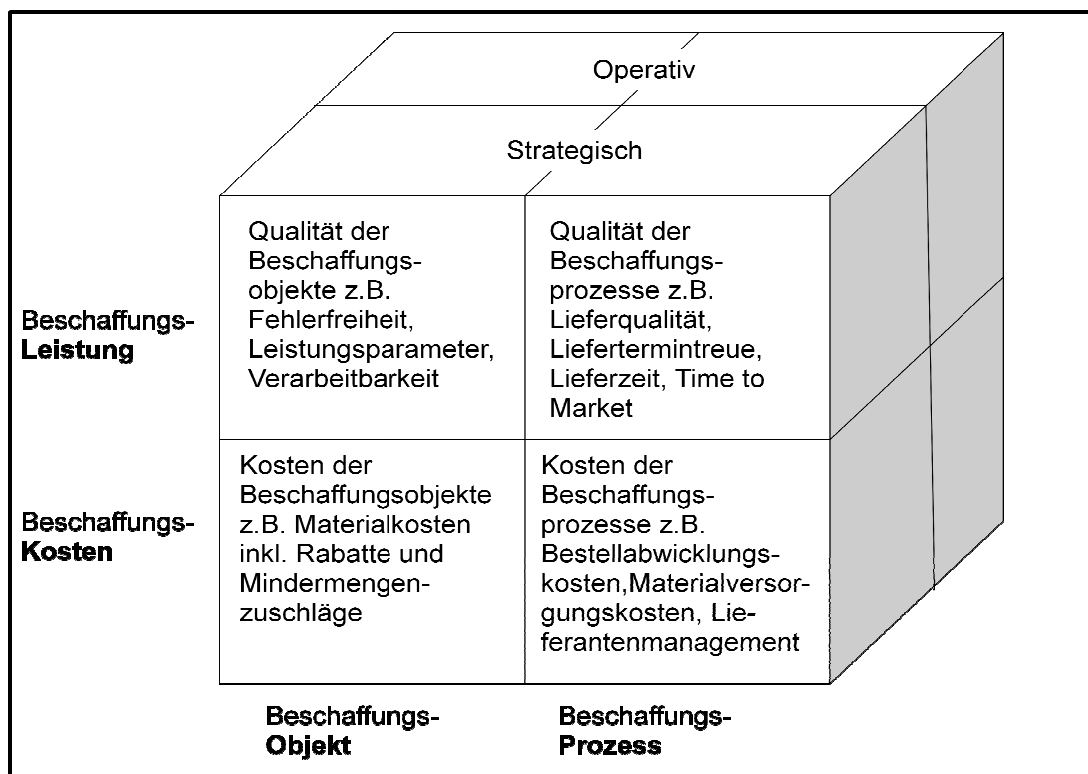 Operativ
Strategisch
Beschaffungs-
Leistung
Qualität der
Beschaffungs-
objekte z.B.
Fehlerfreiheit,
Leistungsparameter,
Verarbeitbarkeit
Qualität der
Beschaffungs-
prozesse z.B.
Lieferqualität,
Liefertermintreue,
Lieferzeit, Time to
Market
Beschaffungs-
Kosten
Kosten der
Beschaffungsobjekte
z.B. Materialkosten
inkl. Rabatte und
Mindermengen-
zuschläge
Kosten der
Beschaffungs-
prozesse z.B.
Bestellabwicklungs-
kosten,Materialversor-
gungskosten, Lie-
ferantenmanagement
Beschaffungs-
Objekt
Beschaffungs-
Prozess